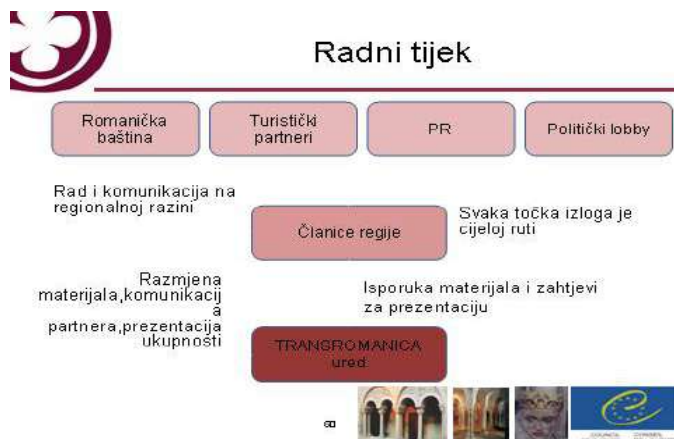 Radni tijek
Romanička
baština
Turistički
partneri
PR
Politički lobby
Rad i komunikacija na
regionalnoj razini
Članice regije
Svaka točka izloga je
cijeloj ruti
Razmjena
materijala,komunikacij
a
partnera,prezentacija
ukupnosti
Isporuka materijala i zahtjevi
za prezentaciju
TRANSROMANICA
ured